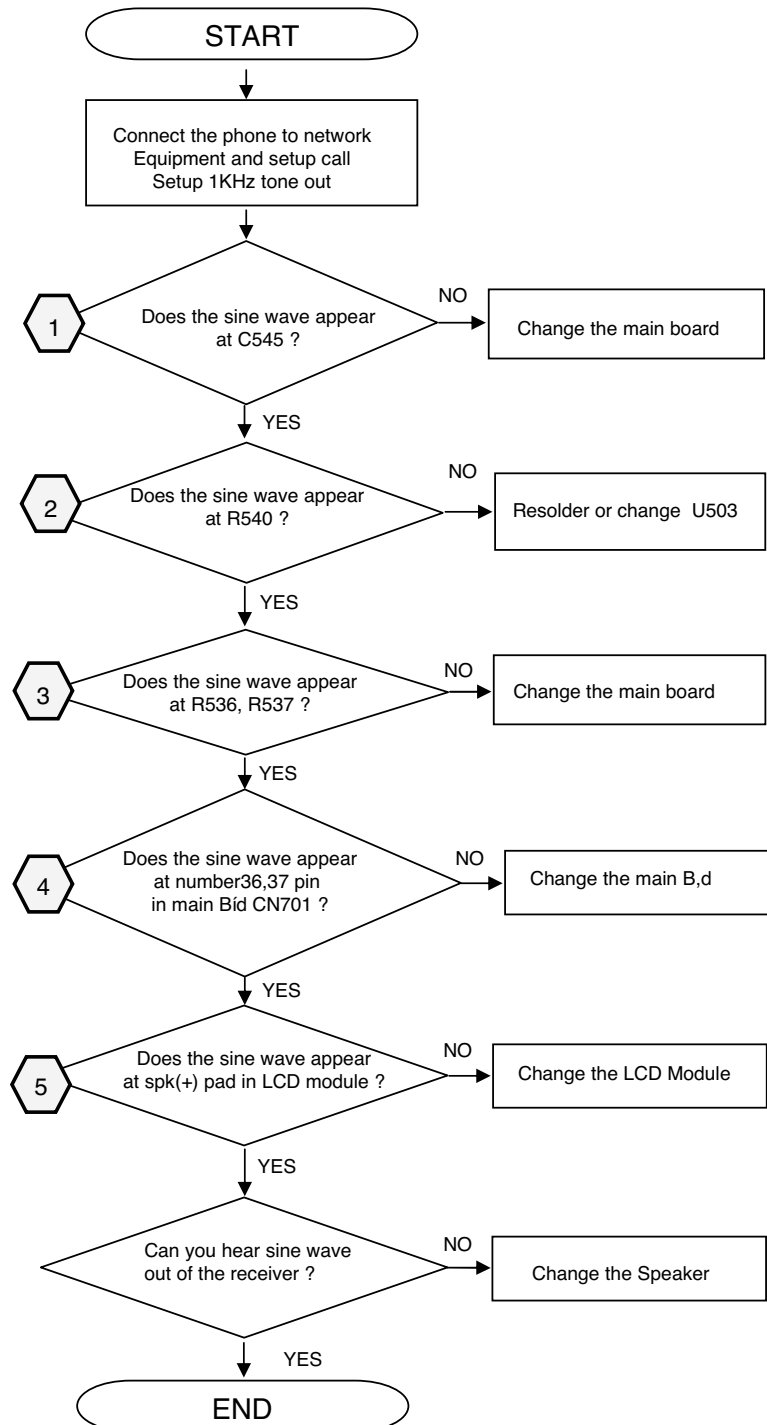 START
Connect the phone to network
Equipment and setup call
Setup 1KHz tone out
1
Does the sine wave appear
at C545 ?
NO
Change the main board
YES
2
Does the sine wave appear
at R540 ?
NO
Resolder or change U503
YES
3
Does the sine wave appear
at R536, R537 ?
NO
Change the main board
YES
4
Does the sine wave appear
at number36,37 pin
in main Bíd CN701 ?
NO
Change the main B,d
YES
5
Does the sine wave appear
at spk(+) pad in LCD module ?
NO
Change the LCD Module
YES
Can you hear sine wave
out of the receiver ?
NO
Change the Speaker
YES
END